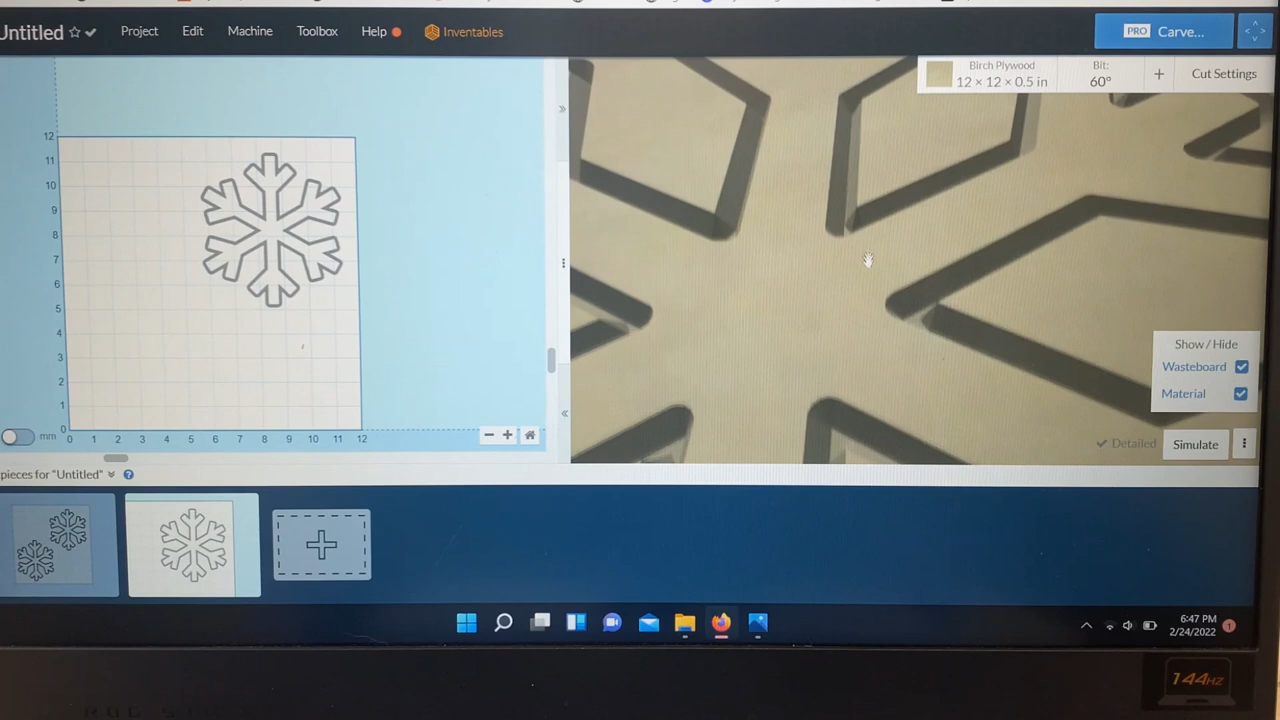 Untitled
Project
Edit
Machine
Toolbox
Help
Inventables
PRO Carve...
Birch Plywood
12 × 12 × 0.5 in
Bit:
60°
+
Cut Settings
12
11
10
9
8
7
6
5
4
3
2
1
0
0 1 2 3 4 5 6 7 8 9 10 11 12
mm
Show / Hide
Wasteboard
Material
Detailed
Simulate
pieces for "Untitled"
6:47 PM
2/24/2022
1
144HZ